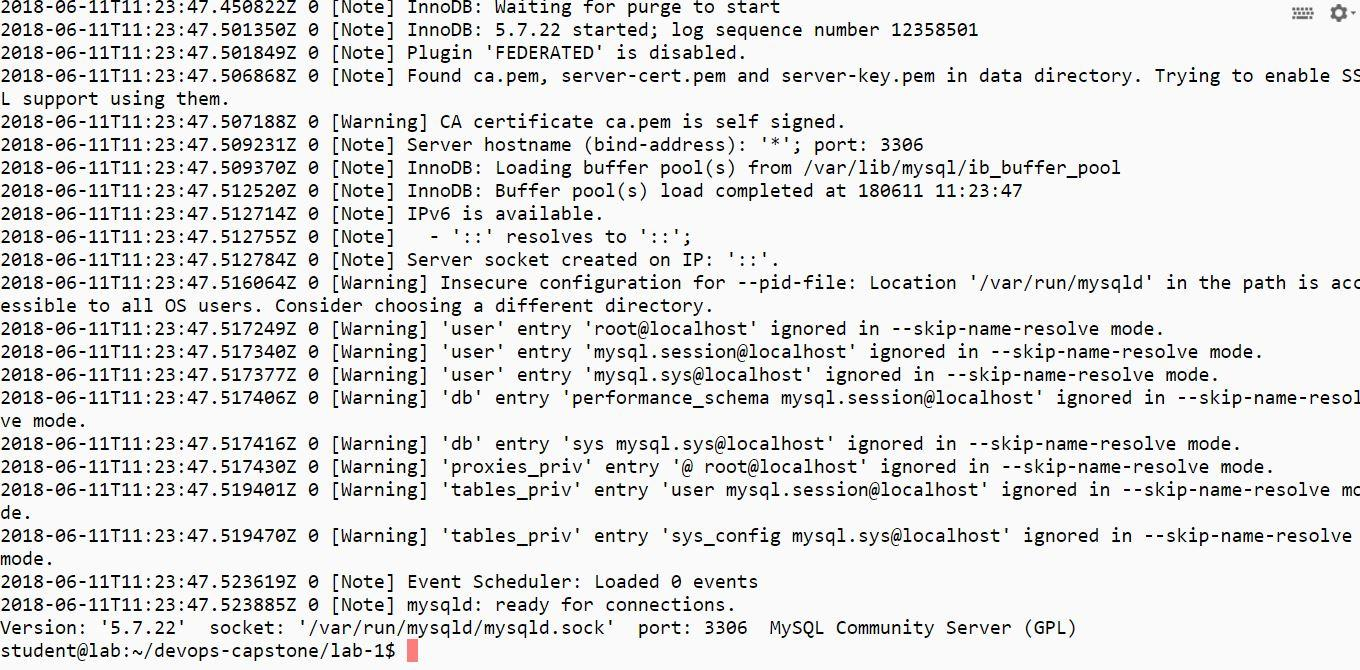 2018-06-11T11:23:47.450822Z 0 [Note] InnoDB: Waiting for purge to start
2018-06-11T11:23:47.501350Z 0 [Note] InnoDB: 5.7.22 started; log sequence number 12358501
2018-06-11T11:23:47.501849Z 0 [Note] Plugin 'FEDERATED' is disabled.
2018-06-11T11:23:47.506868Z 0 [Note] Found ca.pem, server-cert.pem and server-key.pem in data directory. Trying to enable SS
L support using them.
2018-06-11T11:23:47.507188Z 0 [Warning] CA certificate ca.pem is self signed.
2018-06-11T11:23:47.509231Z 0 [Note] Server hostname (bind-address): '*'; port: 3306
2018-06-11T11:23:47.509370Z 0 [Note] InnoDB: Loading buffer pool(s) from /var/lib/mysql/ib_buffer_pool
2018-06-11T11:23:47.512520Z 0 [Note] InnoDB: Buffer pool(s) load completed at 180611 11:23:47
2018-06-11T11:23:47.512714Z 0 [Note] IPv6 is available.
2018-06-11T11:23:47.512755Z 0 [Note]   - '::' resolves to '::';
2018-06-11T11:23:47.512784Z 0 [Note] Server socket created on IP: '::'.
2018-06-11T11:23:47.516064Z 0 [Warning] Insecure configuration for --pid-file: Location '/var/run/mysqld' in the path is acc
essible to all OS users. Consider choosing a different directory.
2018-06-11T11:23:47.517249Z 0 [Warning] 'user' entry 'root@localhost' ignored in --skip-name-resolve mode.
2018-06-11T11:23:47.517340Z 0 [Warning] 'user' entry 'mysql.session@localhost' ignored in --skip-name-resolve mode.
2018-06-11T11:23:47.517377Z 0 [Warning] 'user' entry 'mysql.sys@localhost' ignored in --skip-name-resolve mode.
2018-06-11T11:23:47.517406Z 0 [Warning] 'db' entry 'performance_schema mysql.session@localhost' ignored in --skip-name-resol
ve mode.
2018-06-11T11:23:47.517416Z 0 [Warning] 'db' entry 'sys mysql.sys@localhost' ignored in --skip-name-resolve mode.
2018-06-11T11:23:47.517430Z 0 [Warning] 'proxies_priv' entry '@ root@localhost' ignored in --skip-name-resolve mode.
2018-06-11T11:23:47.519401Z 0 [Warning] 'tables_priv' entry 'user mysql.session@localhost' ignored in --skip-name-resolve mo
de.
2018-06-11T11:23:47.519470Z 0 [Warning] 'tables_priv' entry 'sys_config mysql.sys@localhost' ignored in --skip-name-resolve
mode.
2018-06-11T11:23:47.523619Z 0 [Note] Event Scheduler: Loaded 0 events
2018-06-11T11:23:47.523885Z 0 [Note] mysqld: ready for connections.
Version: '5.7.22'  socket: '/var/run/mysqld/mysqld.sock'  port: 3306  MySQL Community Server (GPL)
student@lab:~/devops-capstone/lab-1$